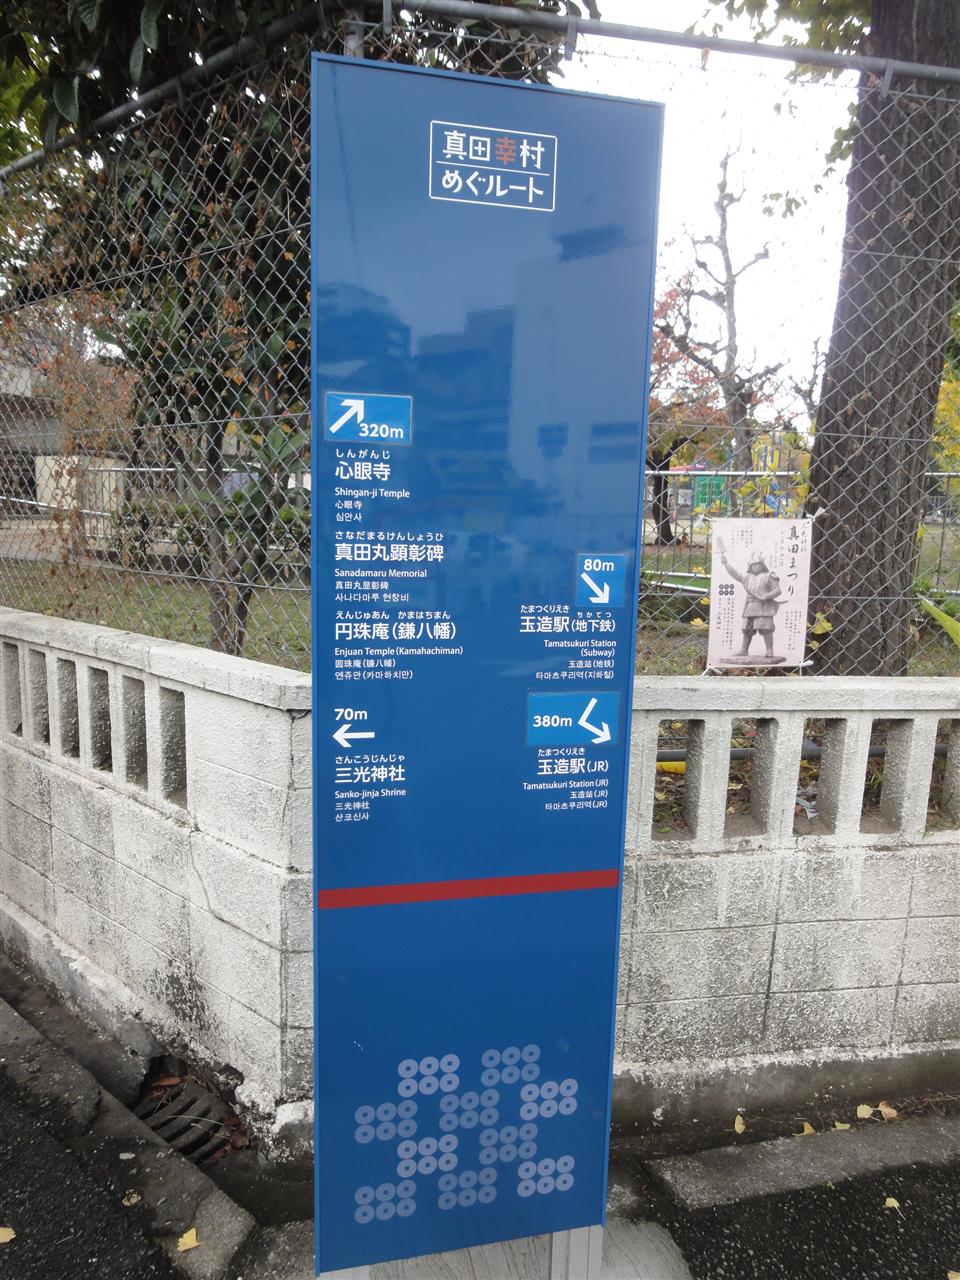 真田幸村
めぐルート
320m
しんがんじ
心眼寺
Shingan-ji Temple
心眼寺
심안사
さなだまるけんしょうひ
真田丸顕彰碑
Sanadamaru Memorial
真田丸显彰碑
사나다마루 현창비
えんじゅあん かまはちまん
円珠庵(鎌八幡)
Enjuan Temple (Kamahachiman)
圆珠庵(镰八幡)
엔쥬안 (카마하치만)
70m
さんこうじんじゃ
三光神社
Sanko-jinja Shrine
三光神社
산코신사
80m
たまつくりえき ちかてつ
玉造駅(地下鉄)
Tamatsukuri Station
(Subway)
玉造站(地铁)
타마츠쿠리역(지하철)
380m
たまつくりえき
玉造駅(JR)
Tamatsukuri Station (JR)
玉造站(JR)
타마츠쿠리역(JR)
真田まつり